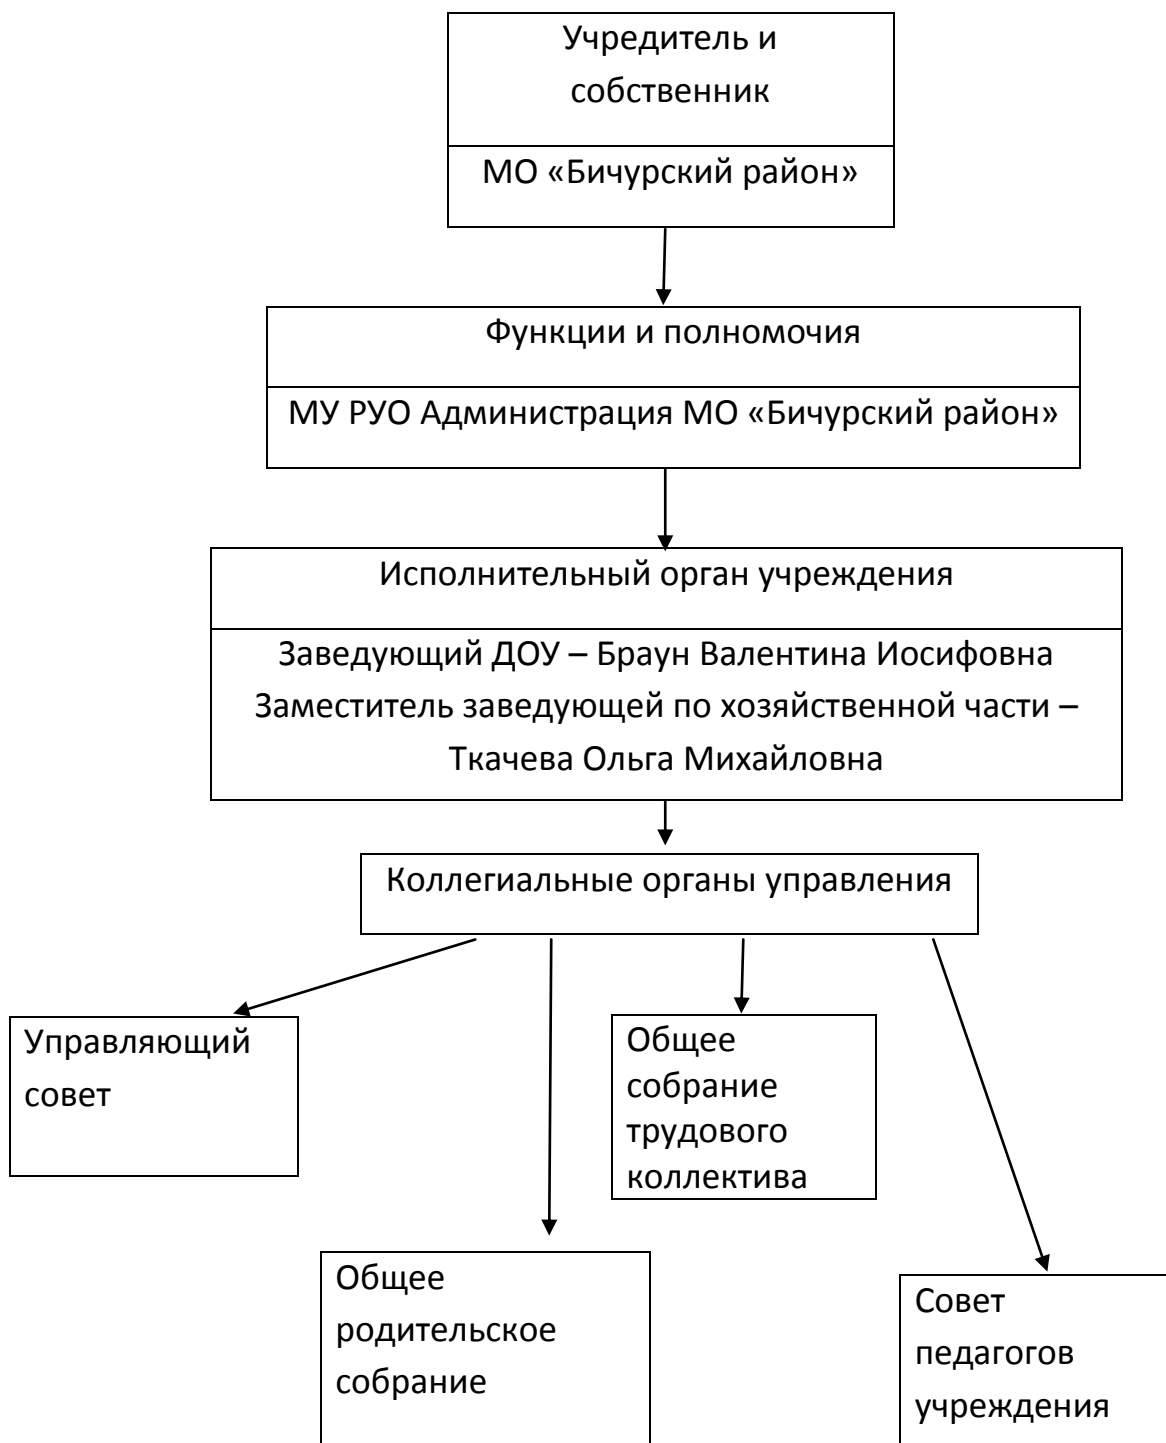 Учредитель и
собственник
МО «Бичурский район»
Функции и полномочия
МУ РУО Администрация МО «Бичурский район»
Исполнительный орган учреждения
Заведующий ДОУ – Браун Валентина Иосифовна
Заместитель заведующей по хозяйственной части –
Ткачева Ольга Михайловна
Коллегиальные органы управления
Управляющий
совет
Общее
собрание
трудового
коллектива
Общее
родительское
собрание
Совет
педагогов
учреждения